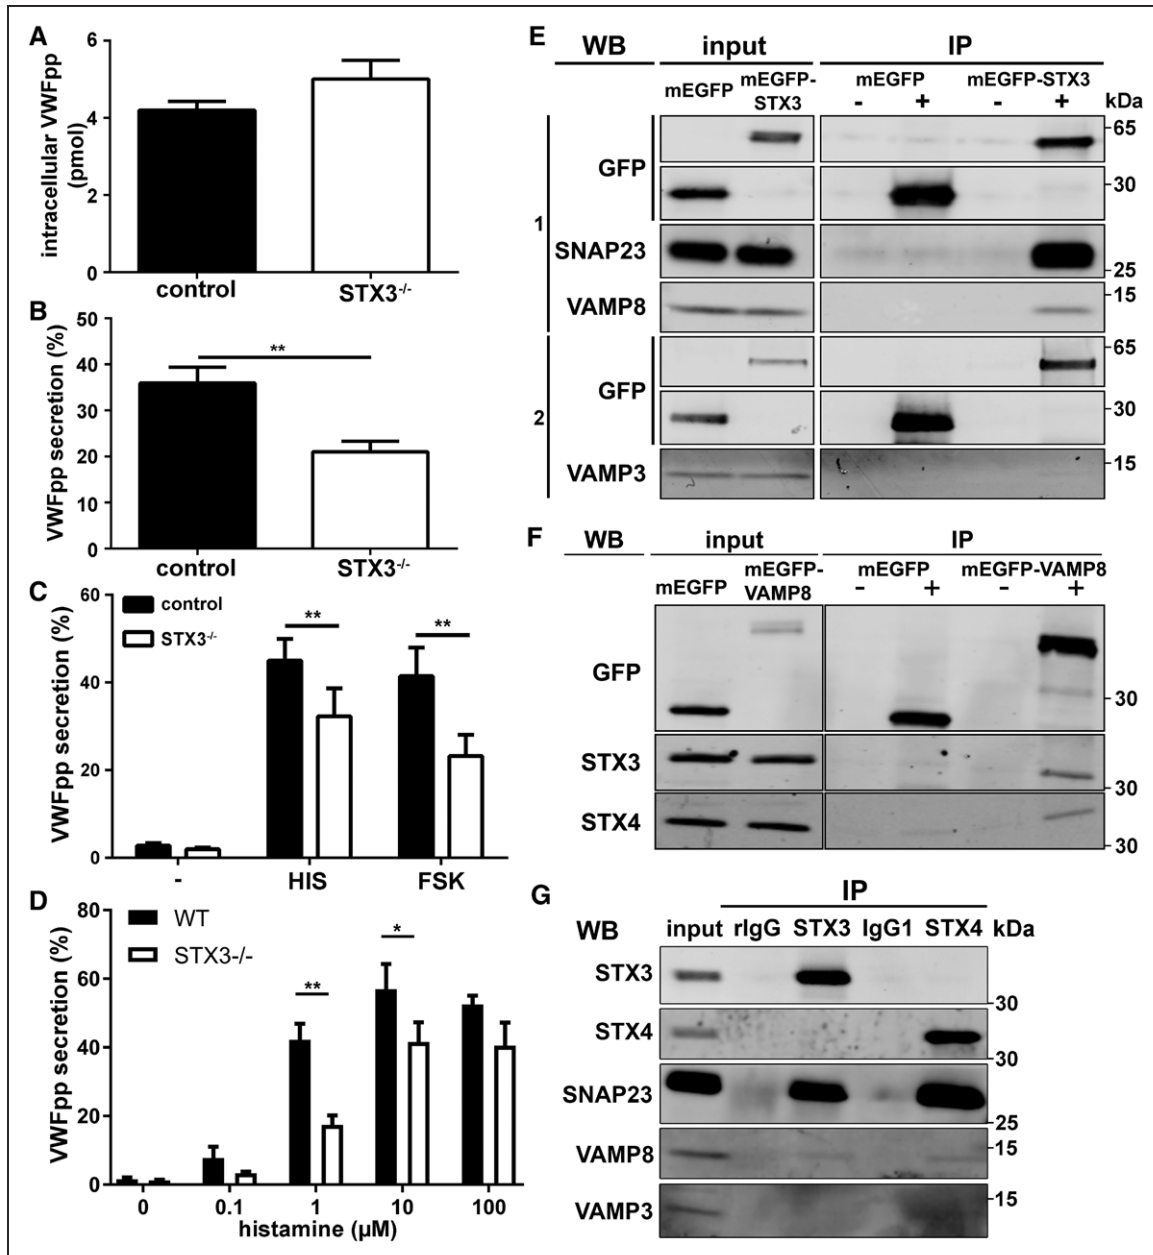 A
intracellular VWFpp
(pmol)
6
4
2
0
control
STX3-/-
B
VWFpp secretion (%)
50
40
30
20
10
0
**
control
STX3-/-
C
VWFpp secretion (%)
60
40
20
0
control
STX3-/-
**
**
-
HIS
FSK
D
VWFpp secretion (%)
80
60
40
20
0
WT
STX3-/-
**
*
0
0.1
1
10
100
histamine (µM)
E
WB
input
IP
mEGFP
mEGFP-
STX3
mEGFP
mEGFP-STX3
- + - +
kDa
1
GFP
65
30
SNAP23
25
VAMP8
15
2
GFP
65
30
VAMP3
15
F
WB
input
IP
mEGFP
mEGFP-
VAMP8
mEGFP
mEGFP-VAMP8
- + - +
GFP
30
STX3
30
STX4
30
G
IP
WB
input rIgG STX3 IgG1 STX4 kDa
STX3
30
STX4
30
SNAP23
25
VAMP8
15
VAMP3
15